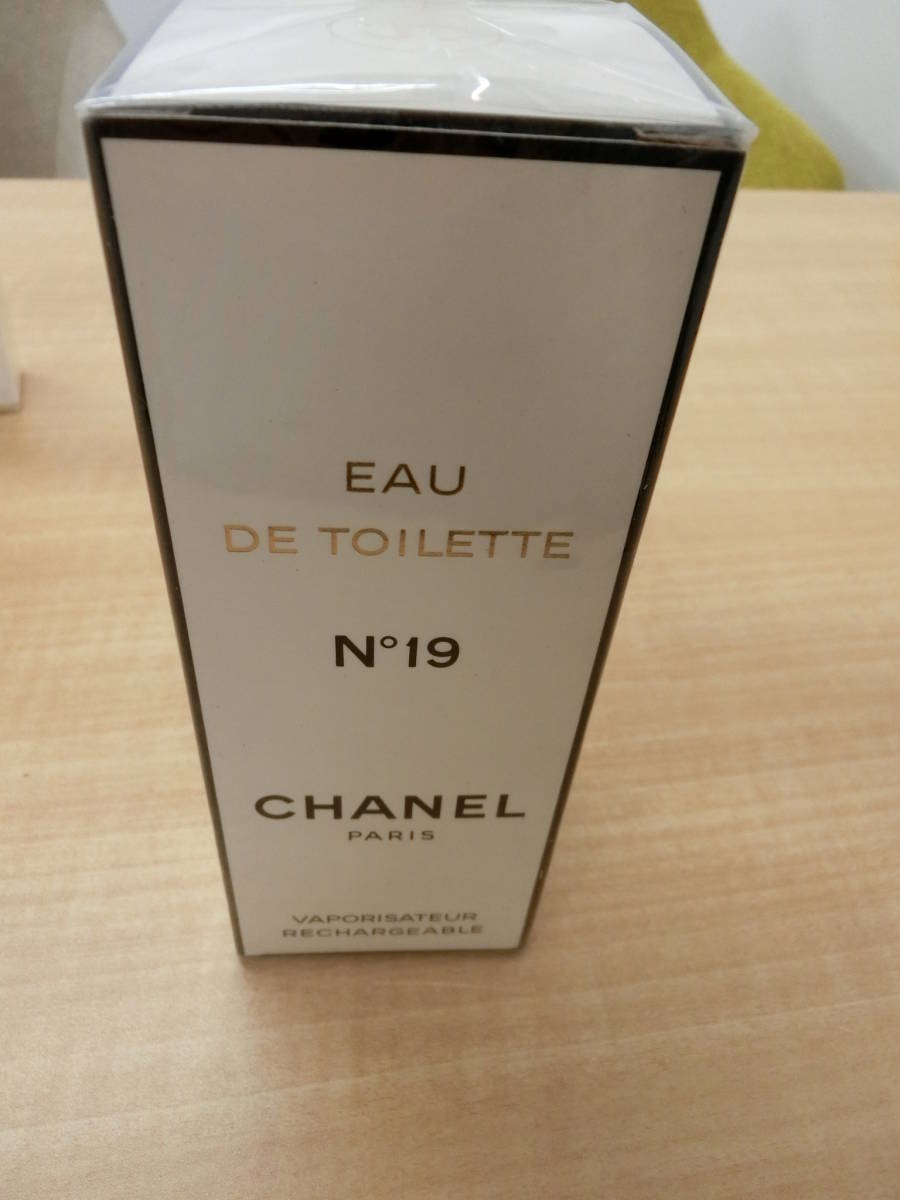 EAU
DE TOILETTE
N°19
CHANEL
PARIS
VAPORISATEUR
RECHARGEABLE